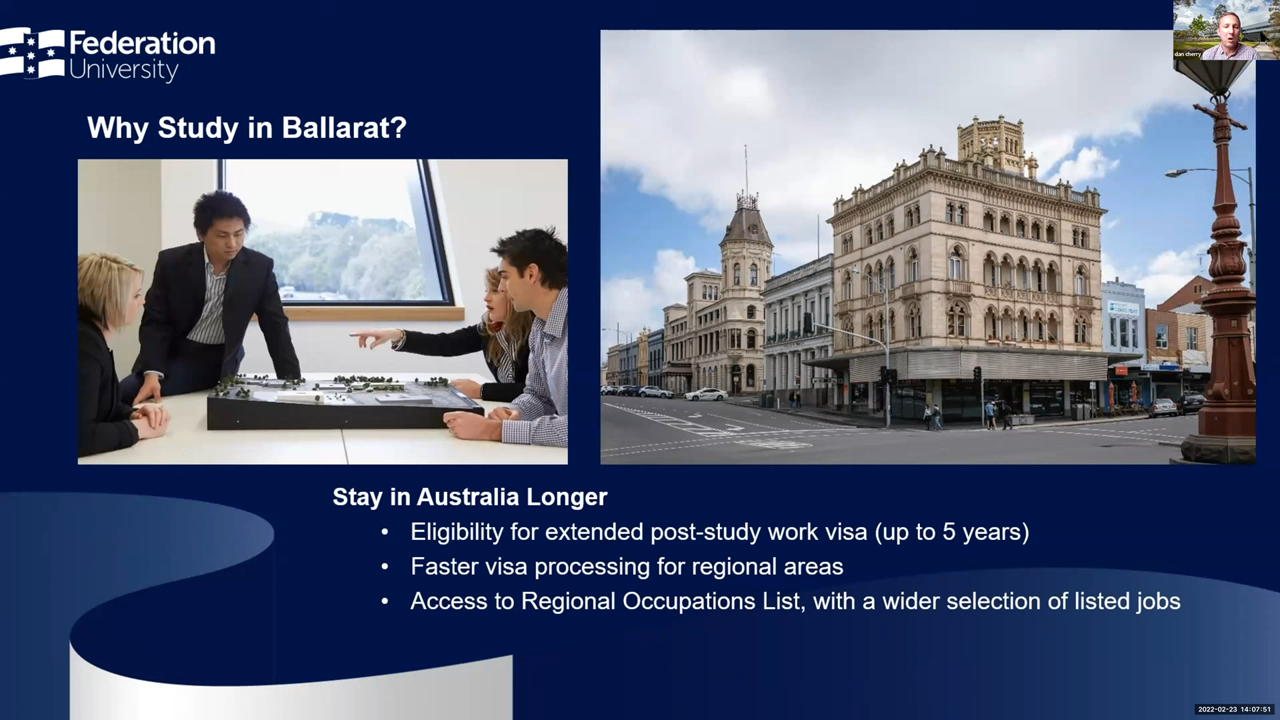 Federation
University
dan cherry
Why Study in Ballarat?
Stay in Australia Longer
• Eligibility for extended post-study work visa (up to 5 years)
• Faster visa processing for regional areas
• Access to Regional Occupations List, with a wider selection of listed jobs
2022-02-23 14:07:51